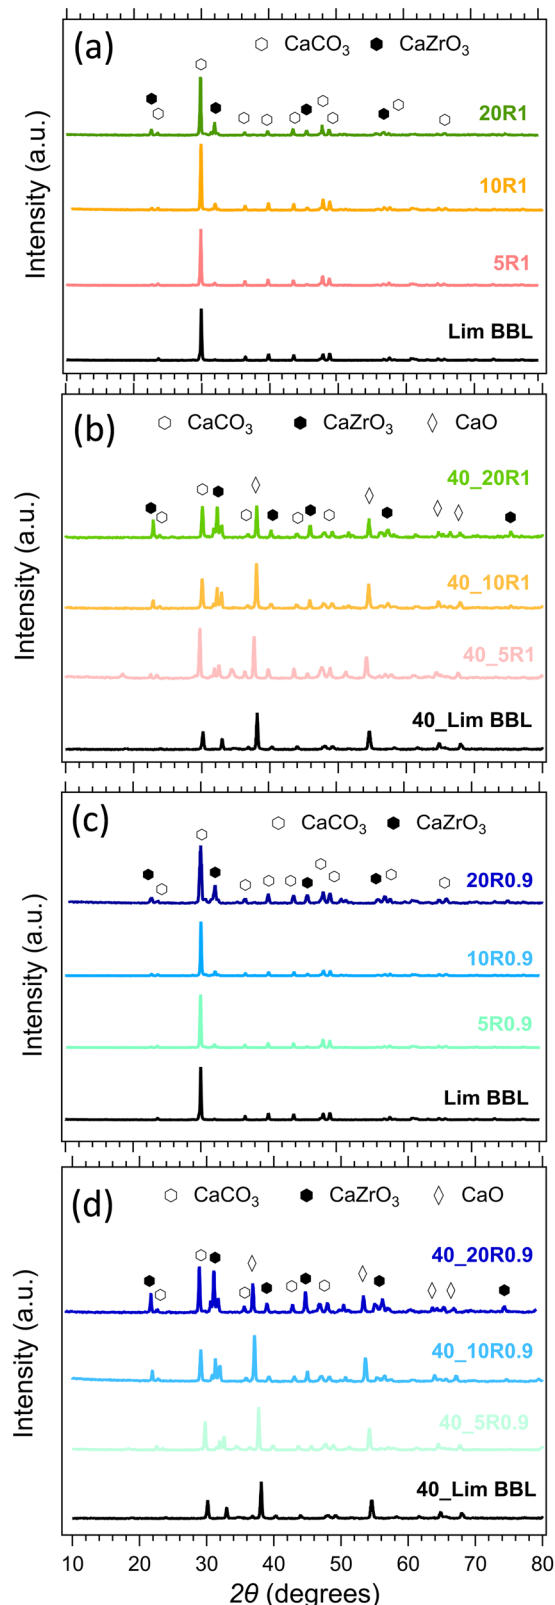 (a)
CaCO₃ CaZrO₃
20R1
10R1
5R1
Lim BBL
Intensity (a.u.)
(b)
CaCO₃ CaZrO₃ CaO
40_20R1
40_10R1
40_5R1
40_Lim BBL
Intensity (a.u.)
(c)
CaCO₃ CaZrO₃
20R0.9
10R0.9
5R0.9
Lim BBL
Intensity (a.u.)
(d)
CaCO₃ CaZrO₃ CaO
40_20R0.9
40_10R0.9
40_5R0.9
40_Lim BBL
Intensity (a.u.)
10 20 30 40 50 60 70 80
2θ (degrees)